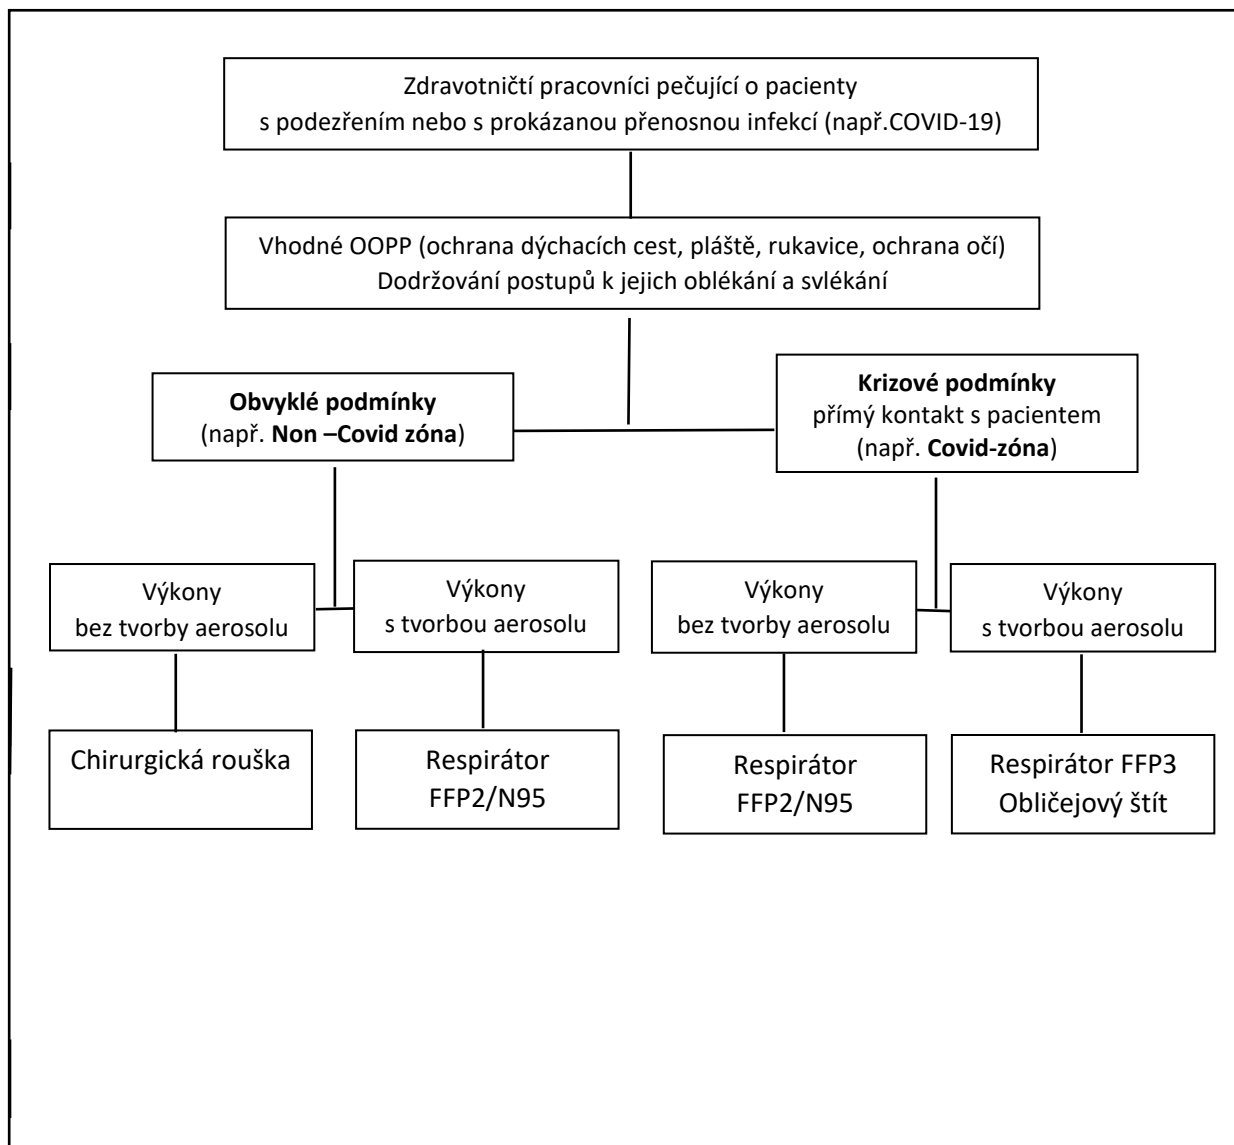 Zdravotničtí pracovníci pečující o pacienty
s podezřením nebo s prokázanou přenosnou infekcí (např.COVID-19)
Vhodné OOPP (ochrana dýchacích cest, pláště, rukavice, ochrana očí)
Dodržování postupů k jejich oblékání a svlékání
Obvyklé podmínky
(např. Non –Covid zóna)
Krizové podmínky
přímý kontakt s pacientem
(např. Covid-zóna)
Výkony
bez tvorby aerosolu
Výkony
s tvorbou aerosolu
Výkony
bez tvorby aerosolu
Výkony
s tvorbou aerosolu
Chirurgická rouška
Respirátor
FFP2/N95
Respirátor
FFP2/N95
Respirátor FFP3
Obličejový štít